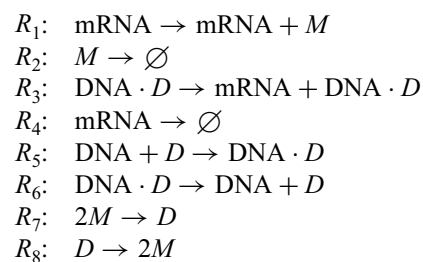 R₁: mRNA → mRNA + M
R₂: M → ∅
R₃: DNA · D → mRNA + DNA · D
R₄: mRNA → ∅
R₅: DNA + D → DNA · D
R₆: DNA · D → DNA + D
R₇: 2M → D
R₈: D → 2M